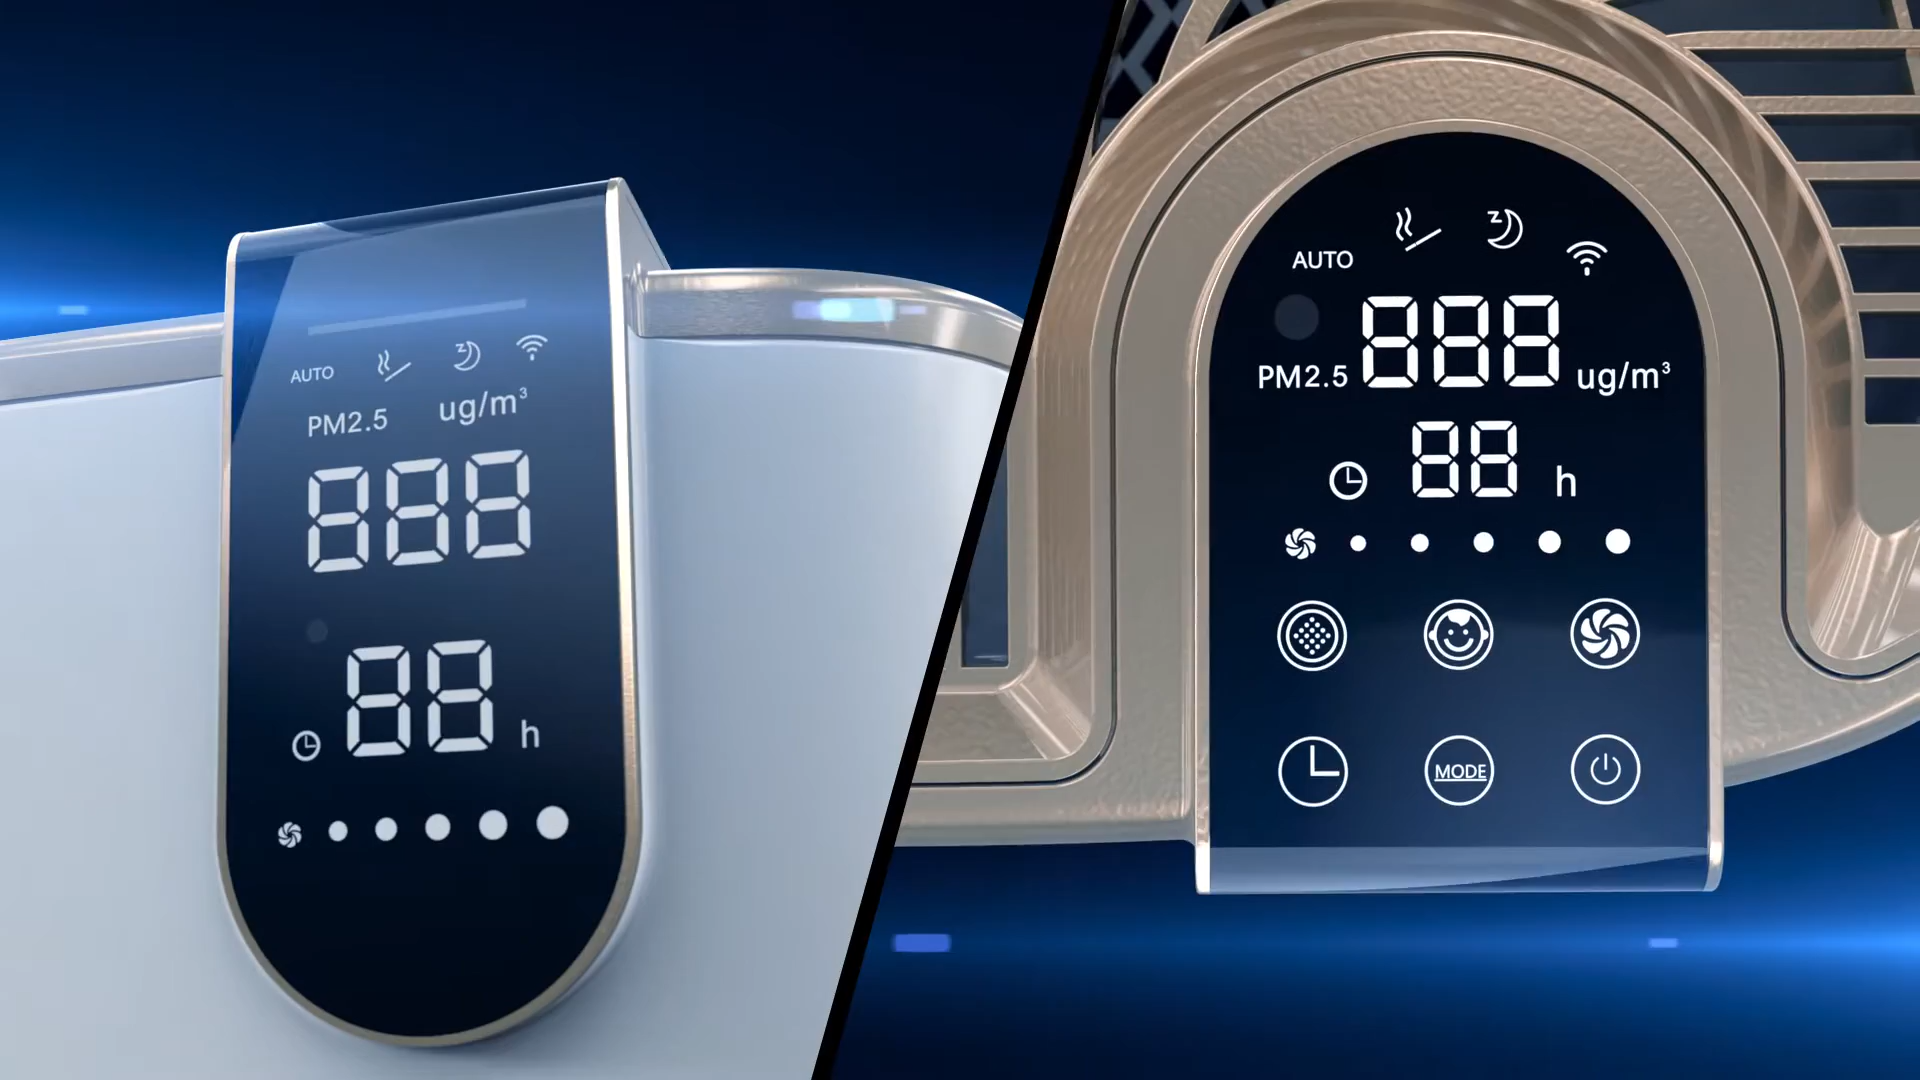 AUTO
PM2.5 ug/m³
888
88 h
AUTO
PM2.5 888 ug/m³
88 h
MODE